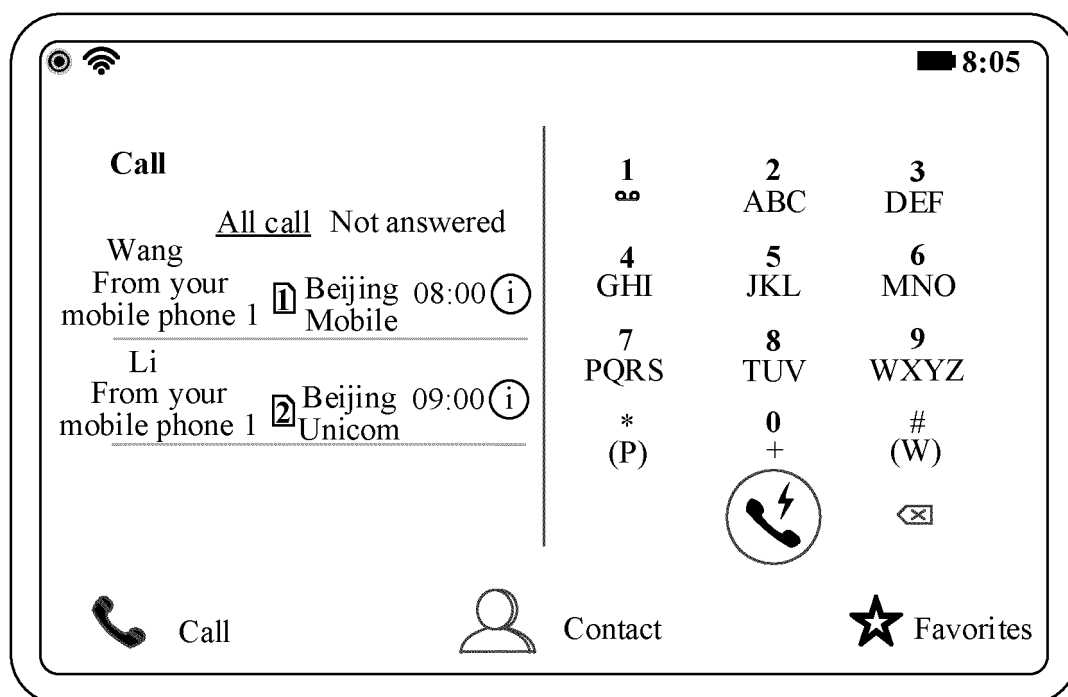 8:05
Call
All call Not answered
Wang
From your
mobile phone 1
1
Beijing
Mobile
08:00
i
Li
From your
mobile phone 1
2
Beijing
Unicom
09:00
i
1 2 3
ABC DEF
4 5 6
GHI JKL MNO
7 8 9
PQRS TUV WXYZ
* 0 #
(P) + (W)
Call Contact Favorites